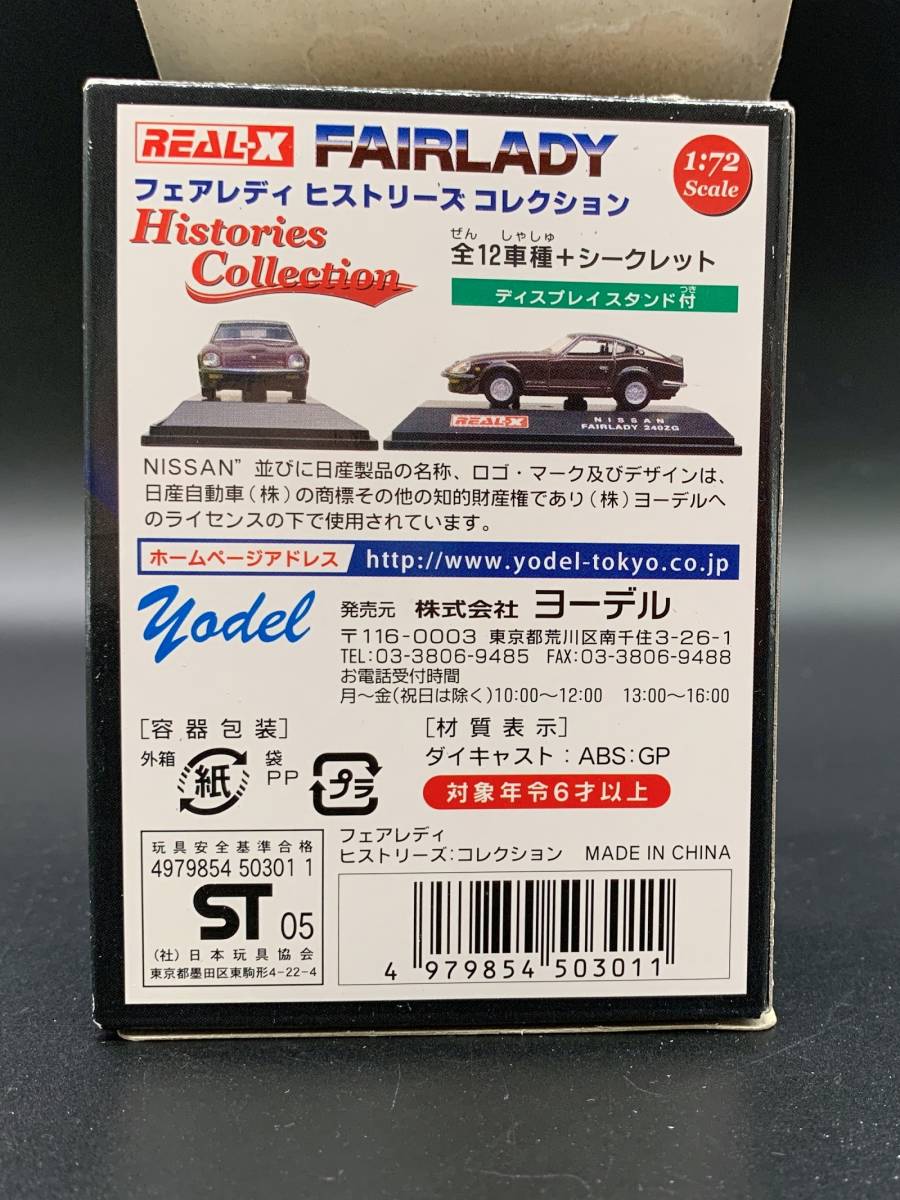 REAL-X FAIRLADY
1:72
Scale
フェアレディ ヒストリーズ コレクション
Histories
Collection
ぜん しゃしゅ
全12車種+シークレット
つき
ディスプレイスタンド付
REAL-X
NISSAN
FAIRLADY 240ZG
NISSAN” 並びに日産製品の名称、ロゴ・マーク及びデザインは、
日産自動車(株)の商標その他の知的財産権であり(株)ヨーデルへ
のライセンスの下で使用されています。
ホームページアドレス http://www.yodel-tokyo.co.jp
yodel
発売元 株式会社 ヨーデル
〒116-0003 東京都荒川区南千住3-26-1
TEL:03-3806-9485 FAX:03-3806-9488
お電話受付時間
月〜金(祝日は除く)10:00〜12:00 13:00〜16:00
[容器包装]
外箱 紙 袋 PP プラ
[材質表示]
ダイキャスト:ABS:GP
対象年令6才以上
玩具安全基準合格
4979854 50301 1
ST 05
(社)日本玩具協会
東京都墨田区東駒形4-22-4
フェアレディ
ヒストリーズ:コレクション MADE IN CHINA
4 979854 503011